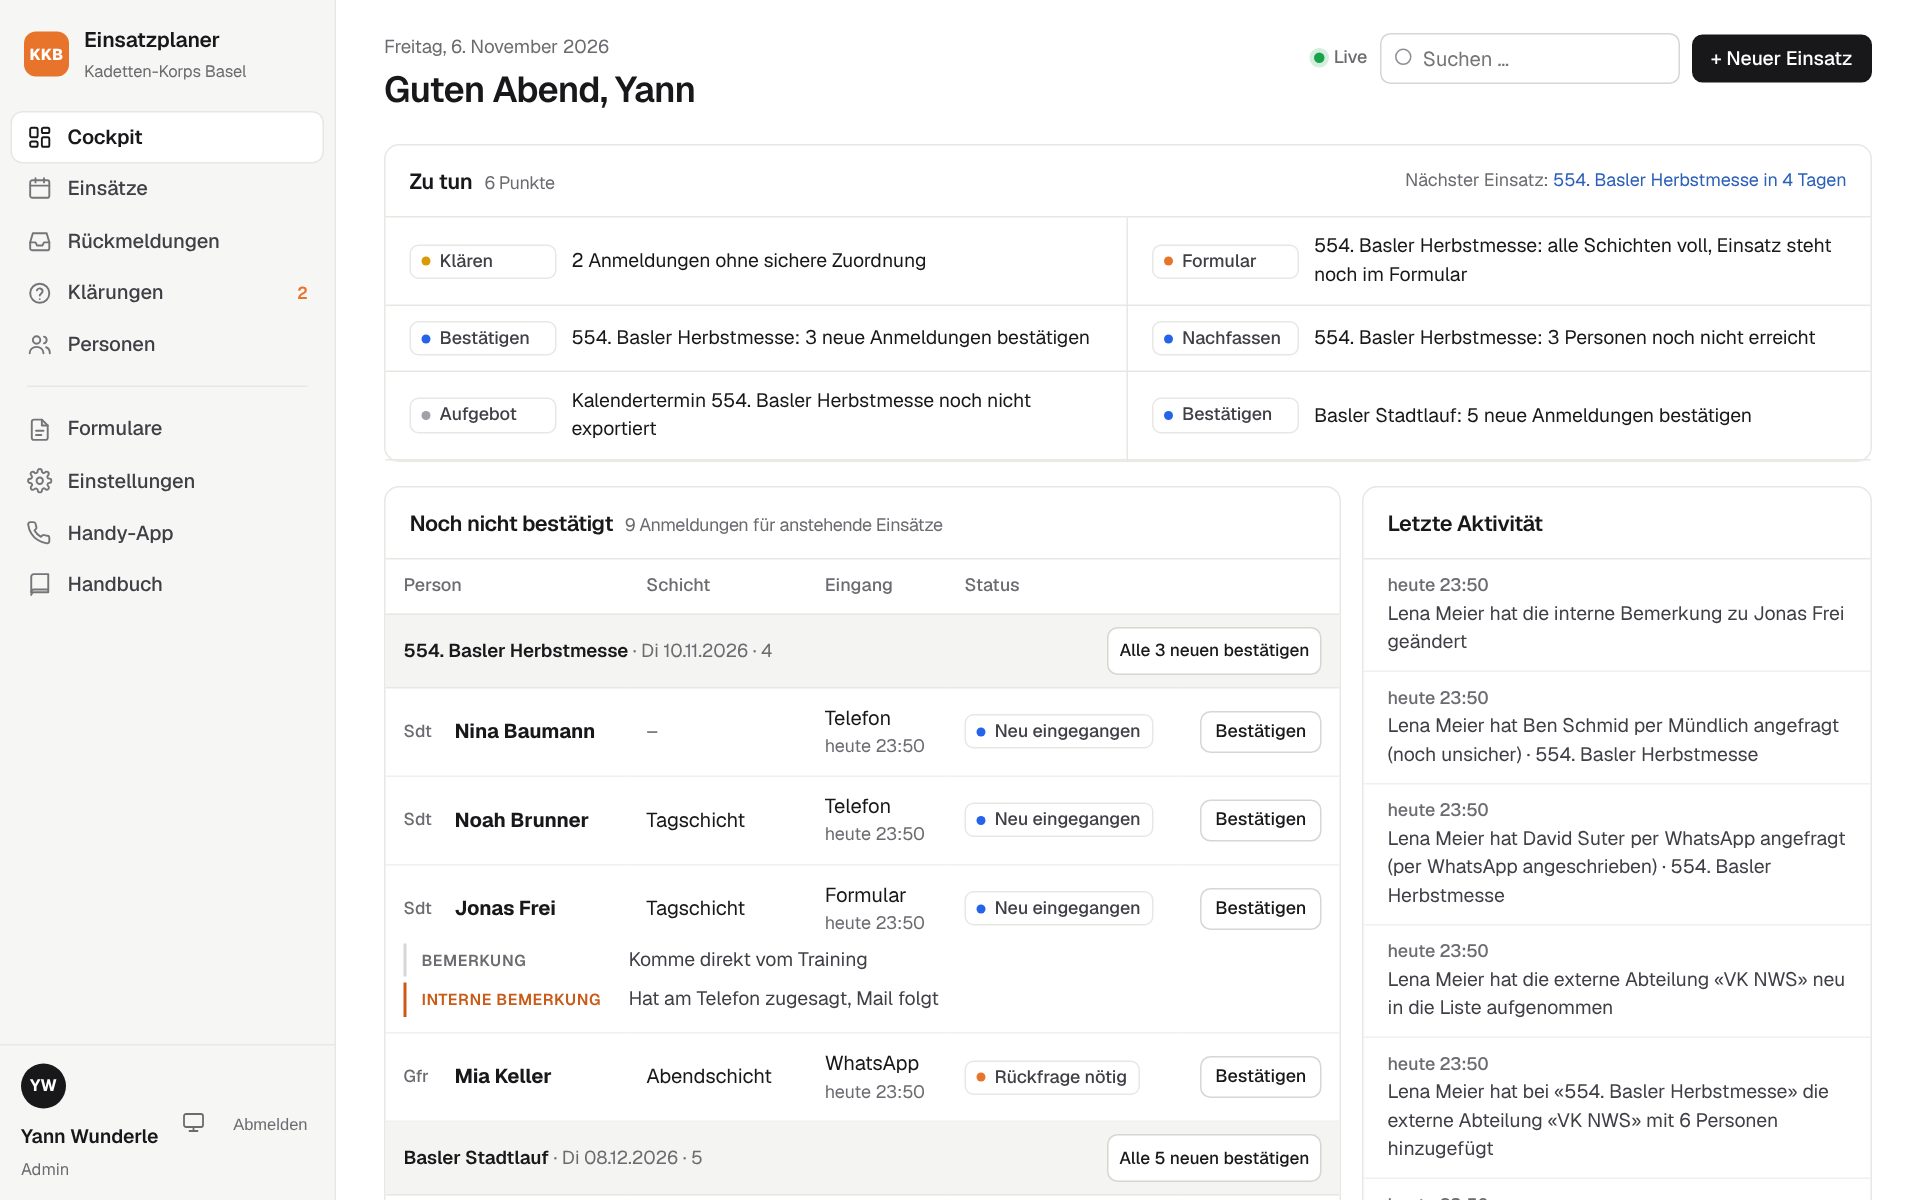 KKB
Einsatzplaner
Kadetten-Korps Basel
Cockpit
Einsätze
Rückmeldungen
Klärungen 2
Personen
Formulare
Einstellungen
Handy-App
Handbuch
YW
Yann Wunderle
Admin
Abmelden
Freitag, 6. November 2026
Guten Abend, Yann
Live
Suchen …
+ Neuer Einsatz
Zu tun 6 Punkte
Nächster Einsatz: 554. Basler Herbstmesse in 4 Tagen
Klären
2 Anmeldungen ohne sichere Zuordnung
Formular
554. Basler Herbstmesse: alle Schichten voll, Einsatz steht
noch im Formular
Bestätigen
554. Basler Herbstmesse: 3 neue Anmeldungen bestätigen
Nachfassen
554. Basler Herbstmesse: 3 Personen noch nicht erreicht
Aufgebot
Kalendertermin 554. Basler Herbstmesse noch nicht
exportiert
Bestätigen
Basler Stadtlauf: 5 neue Anmeldungen bestätigen
Noch nicht bestätigt 9 Anmeldungen für anstehende Einsätze
Person Schicht Eingang Status
554. Basler Herbstmesse · Di 10.11.2026 · 4
Alle 3 neuen bestätigen
Sdt Nina Baumann – Telefon
heute 23:50
Neu eingegangen
Bestätigen
Sdt Noah Brunner Tagschicht Telefon
heute 23:50
Neu eingegangen
Bestätigen
Sdt Jonas Frei Tagschicht Formular
heute 23:50
Neu eingegangen
Bestätigen
BEMERKUNG Komme direkt vom Training
INTERNE BEMERKUNG Hat am Telefon zugesagt, Mail folgt
Gfr Mia Keller Abendschicht WhatsApp
heute 23:50
Rückfrage nötig
Bestätigen
Basler Stadtlauf · Di 08.12.2026 · 5
Alle 5 neuen bestätigen
Letzte Aktivität
heute 23:50
Lena Meier hat die interne Bemerkung zu Jonas Frei
geändert
heute 23:50
Lena Meier hat Ben Schmid per Mündlich angefragt
(noch unsicher) · 554. Basler Herbstmesse
heute 23:50
Lena Meier hat David Suter per WhatsApp angefragt
(per WhatsApp angeschrieben) · 554. Basler
Herbstmesse
heute 23:50
Lena Meier hat die externe Abteilung «VK NWS» neu
in die Liste aufgenommen
heute 23:50
Lena Meier hat bei «554. Basler Herbstmesse» die
externe Abteilung «VK NWS» mit 6 Personen
hinzugefügt